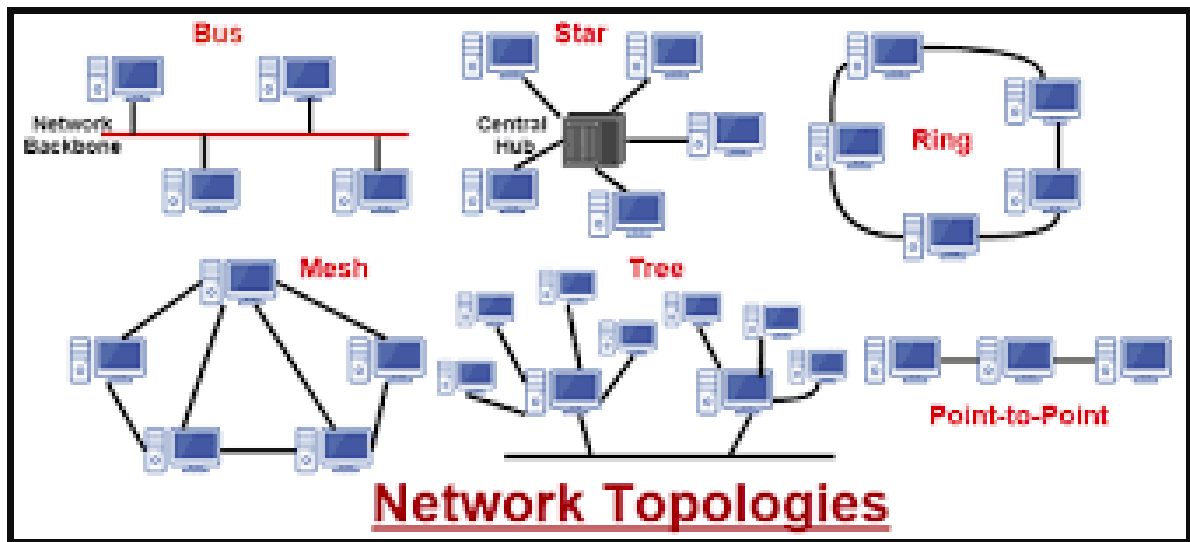 Bus
Network
Backbone
Star
Central
Hub
Ring
Mesh
Tree
Point-to-Point
Network Topologies